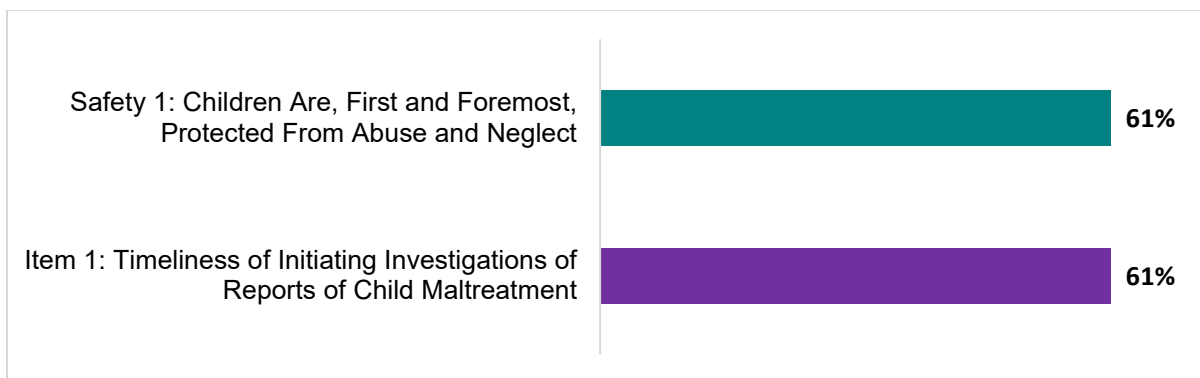 Safety 1: Children Are, First and Foremost,
Protected From Abuse and Neglect
61%
Item 1: Timeliness of Initiating Investigations of
Reports of Child Maltreatment
61%